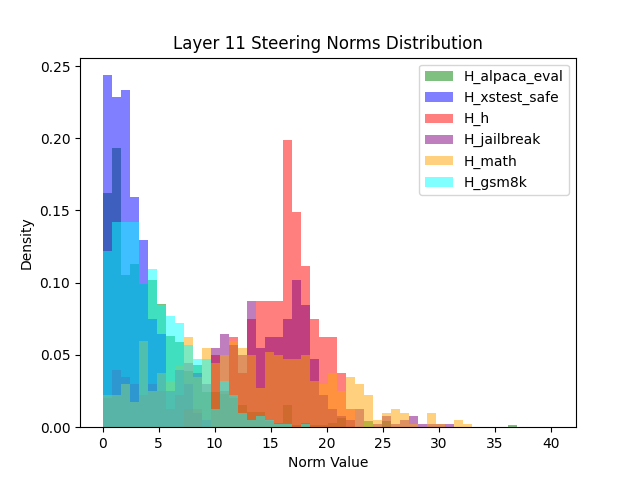 Layer 11 Steering Norms Distribution
0.25
0.20
0.15
0.10
0.05
0.00
Density
H_alpaca_eval
H_xstest_safe
H_h
H_jailbreak
H_math
H_gsm8k
0 5 10 15 20 25 30 35 40
Norm Value